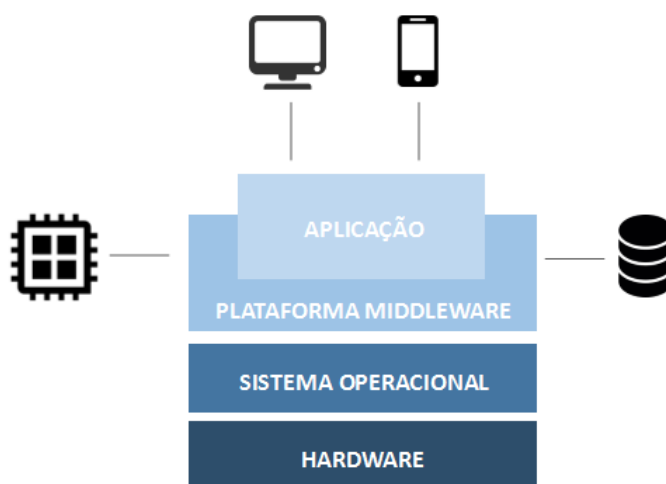 APLICAÇÃO
PLATAFORMA MIDDLEWARE
SISTEMA OPERACIONAL
HARDWARE